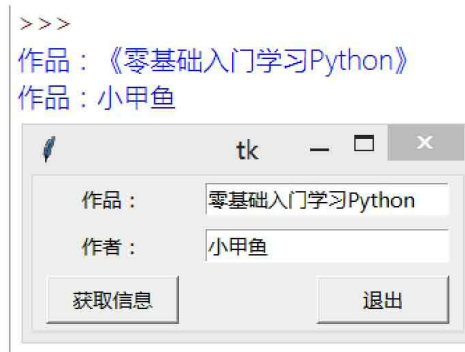 >>>
作品：《零基础入门学习Python》
作品：小甲鱼
tk
作品： 零基础入门学习Python
作者： 小甲鱼
获取信息 退出